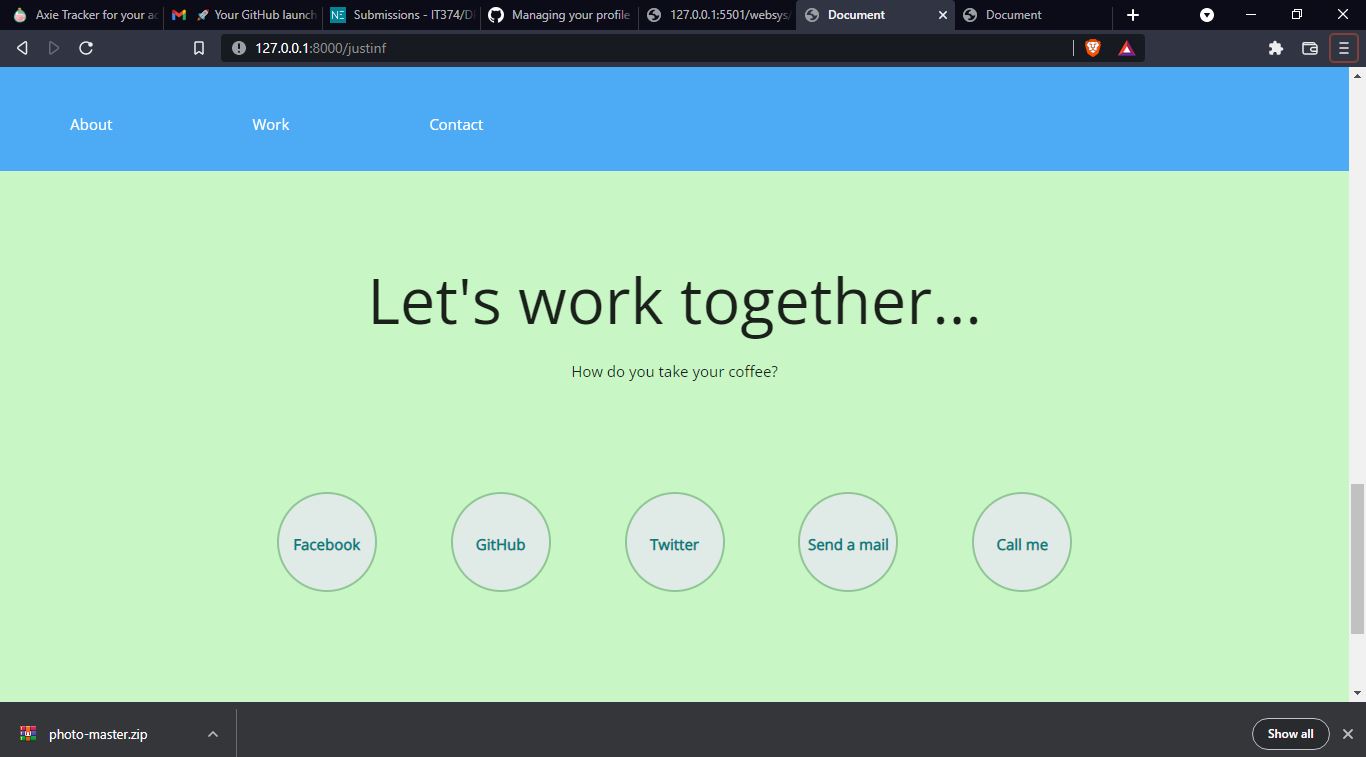 Axie Tracker for your ac
🚀 Your GitHub launch
NE Submissions - IT374/D
Managing your profile
127.0.0.1:5501/websys/
Document
Document
127.0.0.1:8000/justinf
About Work Contact
Let's work together...
How do you take your coffee?
Facebook GitHub Twitter Send a mail Call me
photo-master.zip
Show all